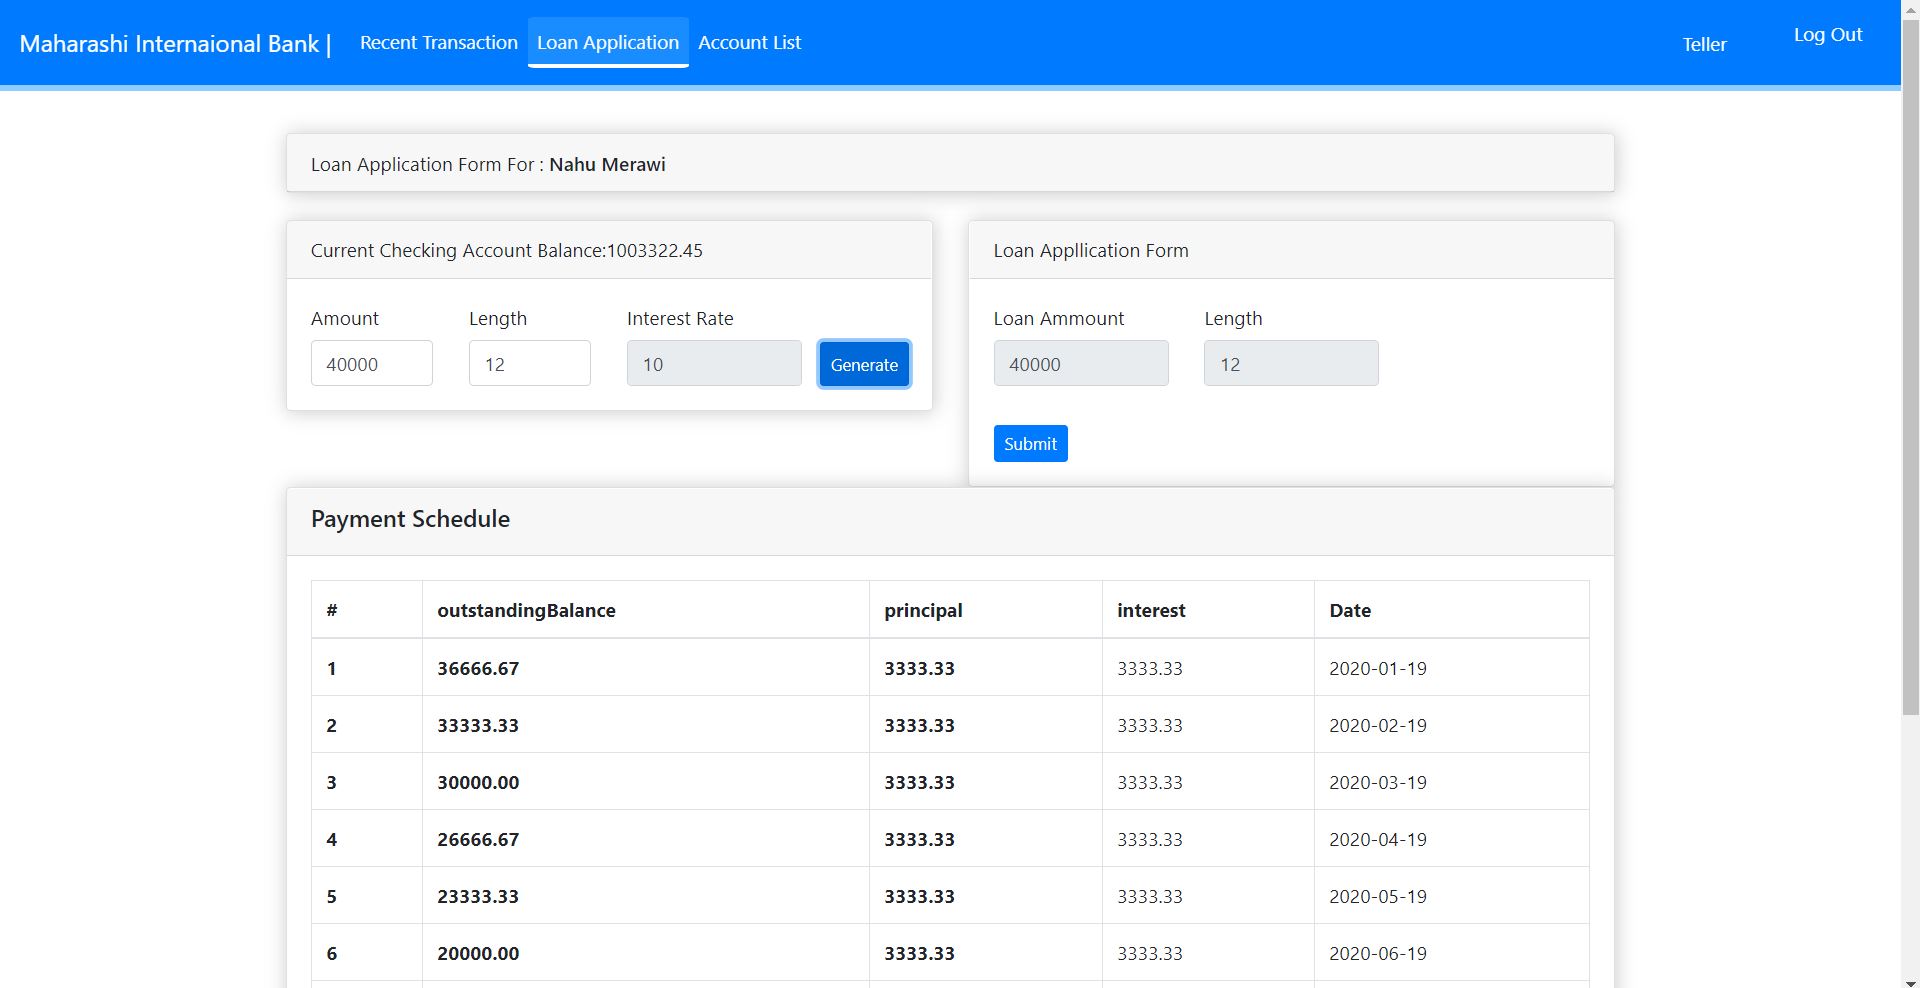 Maharashi Internaional Bank | Recent Transaction Loan Application Account List Teller Log Out
Loan Application Form For : Nahu Merawi
Current Checking Account Balance:1003322.45
Amount Length Interest Rate
40000 12 10 Generate
Loan Appllication Form
Loan Ammount Length
40000 12
Submit
Payment Schedule
# outstandingBalance principal interest Date
1 36666.67 3333.33 3333.33 2020-01-19
2 33333.33 3333.33 3333.33 2020-02-19
3 30000.00 3333.33 3333.33 2020-03-19
4 26666.67 3333.33 3333.33 2020-04-19
5 23333.33 3333.33 3333.33 2020-05-19
6 20000.00 3333.33 3333.33 2020-06-19